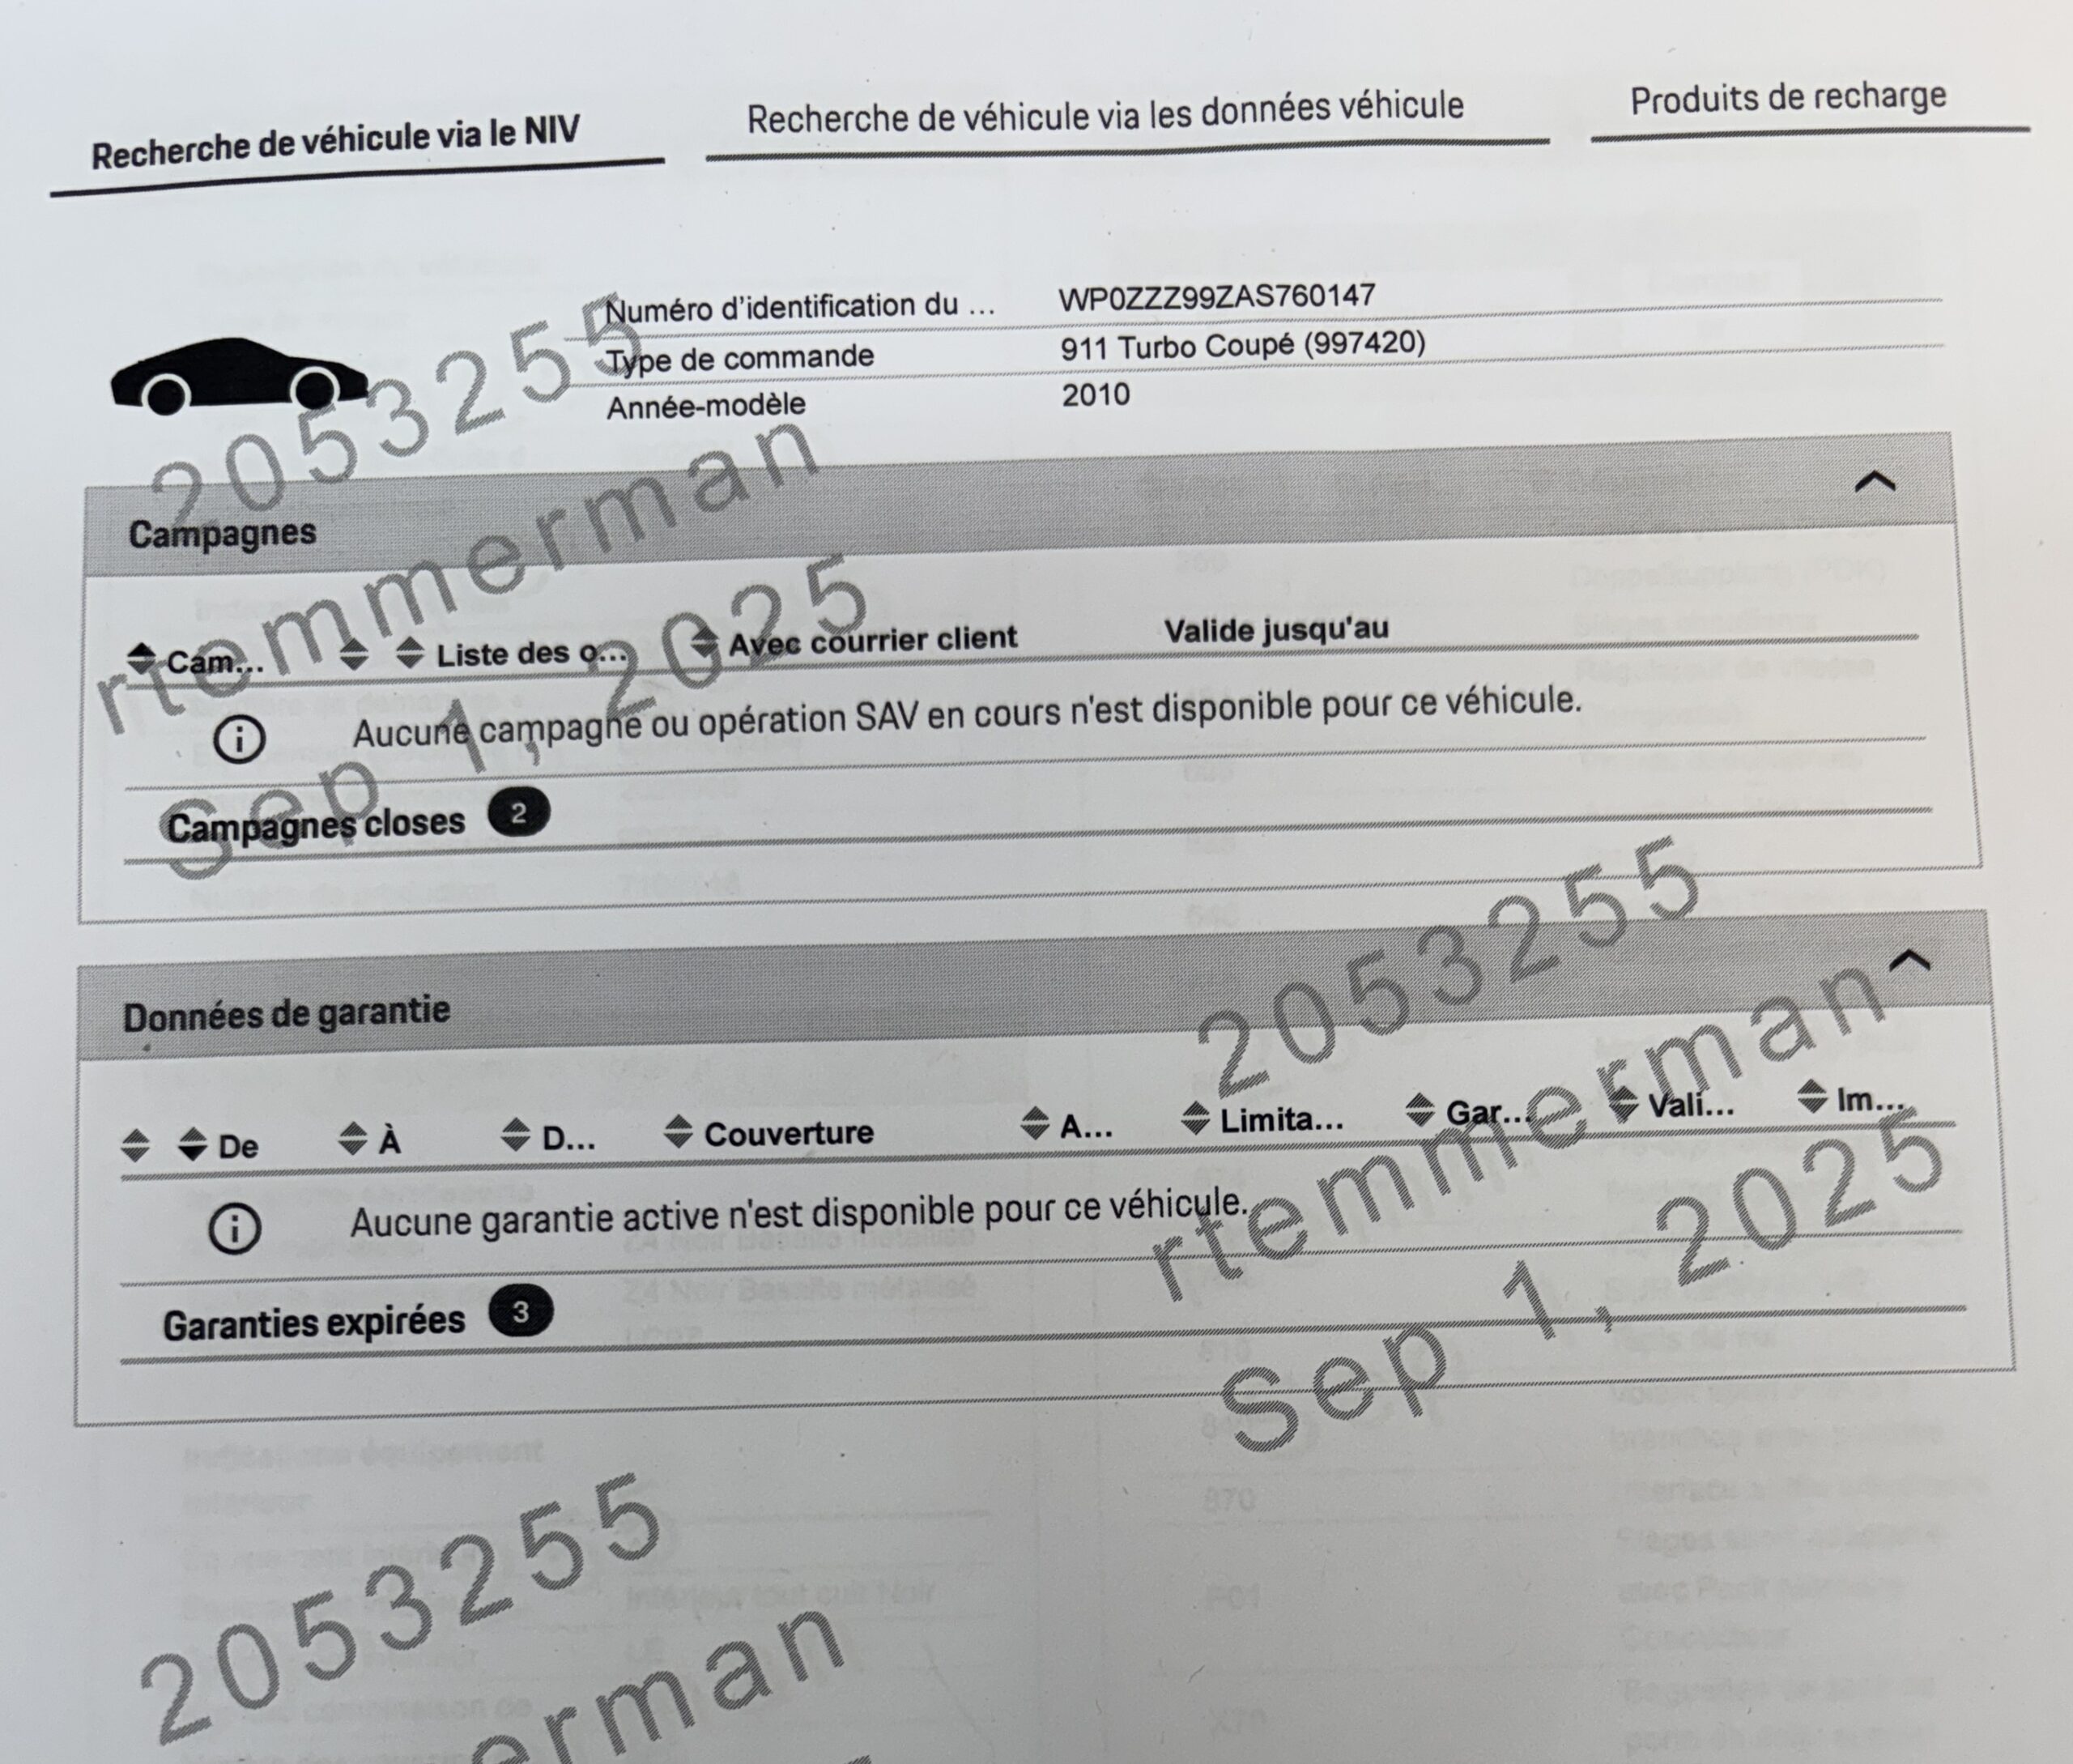 Recherche de véhicule via le NIV
Recherche de véhicule via les données véhicule
Produits de recharge
Numéro d'identification du ... WP0ZZZ99ZAS760147
Type de commande 911 Turbo Coupé (997420)
Année-modèle 2010
2053255
rtemmerman
Sep 1, 2025
Campagnes
Cam... Liste des o... Avec courrier client Valide jusqu'au
Aucune campagne ou opération SAV en cours n'est disponible pour ce véhicule.
Campagnes closes 2
2053255
rtemmerman
Sep 1, 2025
Données de garantie
De À D... Couverture A... Limita... Gar... Vali... Im...
Aucune garantie active n'est disponible pour ce véhicule.
Garanties expirées 3
2053255
erman